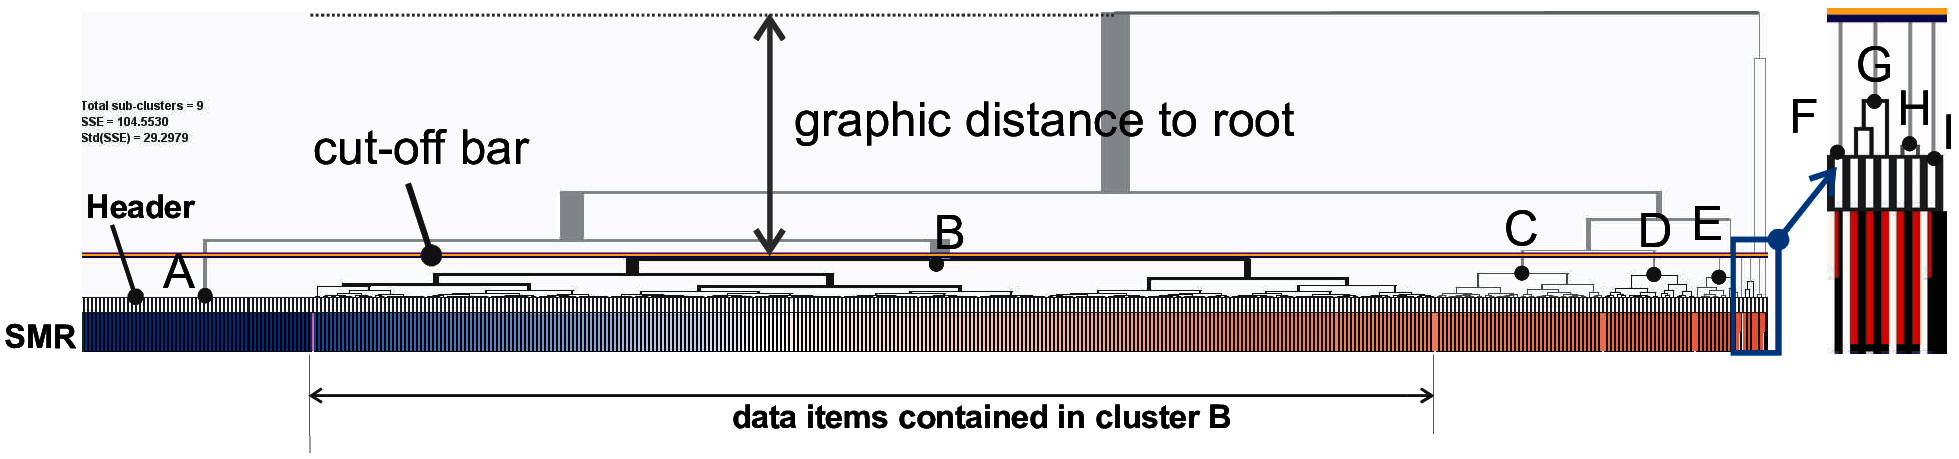 Total sub-clusters = 9
SSE = 104.5530
Std(SSE) = 29.2979
cut-off bar
graphic distance to root
Header
A
B
C
D
E
F
G
H
I
SMR
data items contained in cluster B